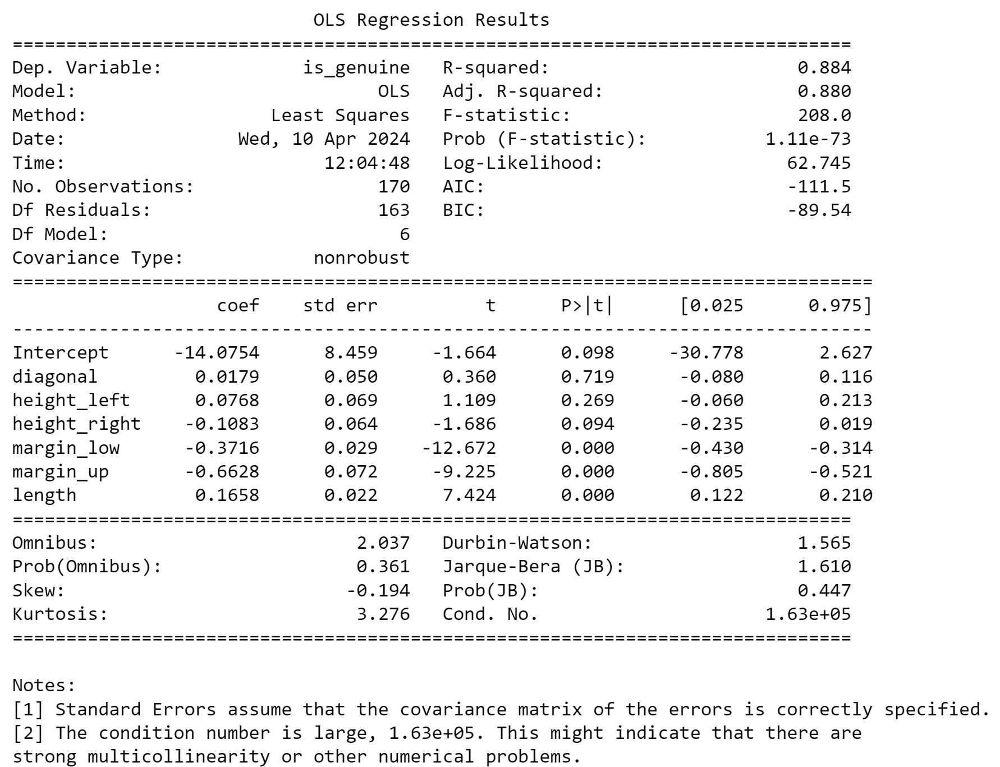 OLS Regression Results                            
==============================================================================
Dep. Variable:             is_genuine   R-squared:                       0.884
Model:                            OLS   Adj. R-squared:                  0.880
Method:                 Least Squares   F-statistic:                     208.0
Date:                Wed, 10 Apr 2024   Prob (F-statistic):           1.11e-73
Time:                        12:04:48   Log-Likelihood:                 62.745
No. Observations:                 170   AIC:                            -111.5
Df Residuals:                     163   BIC:                            -89.54
Df Model:                           6
Covariance Type:            nonrobust
================================================================================
                   coef    std err          t      P>|t|      [0.025      0.975]
--------------------------------------------------------------------------------
Intercept      -14.0754      8.459     -1.664      0.098     -30.778       2.627
diagonal         0.0179      0.050      0.360      0.719      -0.080       0.116
height_left      0.0768      0.069      1.109      0.269      -0.060       0.213
height_right    -0.1083      0.064     -1.686      0.094      -0.235       0.019
margin_low      -0.3716      0.029    -12.672      0.000      -0.430      -0.314
margin_up       -0.6628      0.072     -9.225      0.000      -0.805      -0.521
length           0.1658      0.022      7.424      0.000       0.122       0.210
==============================================================================
Omnibus:                        2.037   Durbin-Watson:                   1.565
Prob(Omnibus):                  0.361   Jarque-Bera (JB):                1.610
Skew:                          -0.194   Prob(JB):                        0.447
Kurtosis:                       3.276   Cond. No.                     1.63e+05
==============================================================================

Notes:
[1] Standard Errors assume that the covariance matrix of the errors is correctly specified.
[2] The condition number is large, 1.63e+05. This might indicate that there are
strong multicollinearity or other numerical problems.